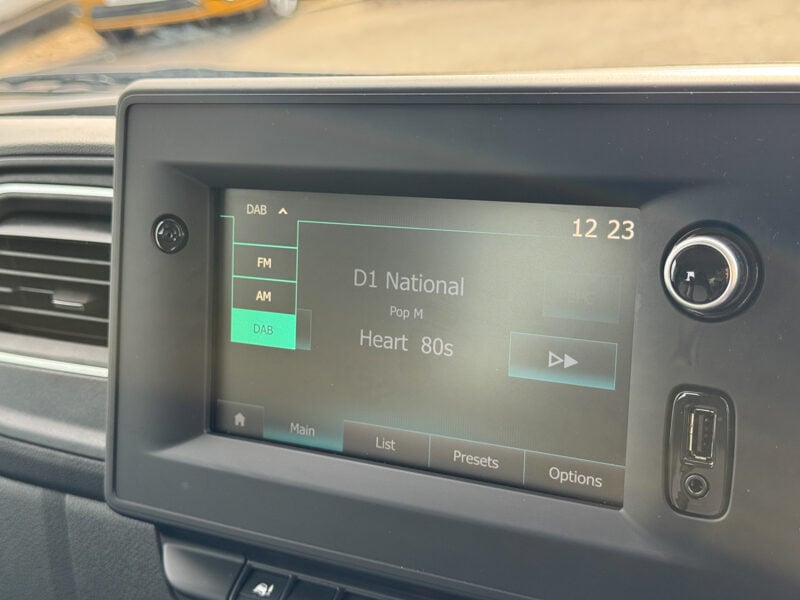 DAB
12 23
FM
AM
DAB
D1 National
Pop M
Heart 80s
Main
List
Presets
Options